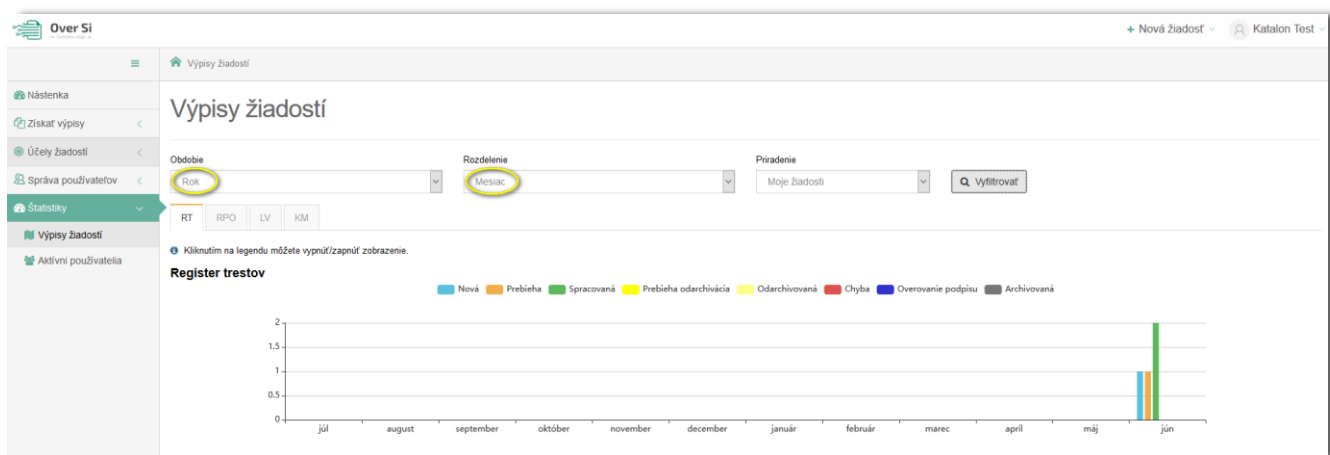 Over Si
+ Nová žiadosť
Katalon Test
Výpisy žiadostí
Nástenka
Získať výpisy
Účely žiadostí
Správa používateľov
Štatistiky
Výpisy žiadostí
Aktívni používatelia
Výpisy žiadostí
Obdobie Rozdelenie Priradenie
Rok Mesiac Moje žiadosti Vyfiltrovať
RT RPO LV KM
Kliknutím na legendu môžete vypnúť/zapnúť zobrazenie.
Register trestov
Nová Prebieha Spracovaná Prebieha odarchivácia Odarchivovaná Chyba Overovanie podpisu Archivovaná
2
1.5
1
0.5
0
júl august september október november december január február marec apríl máj jún